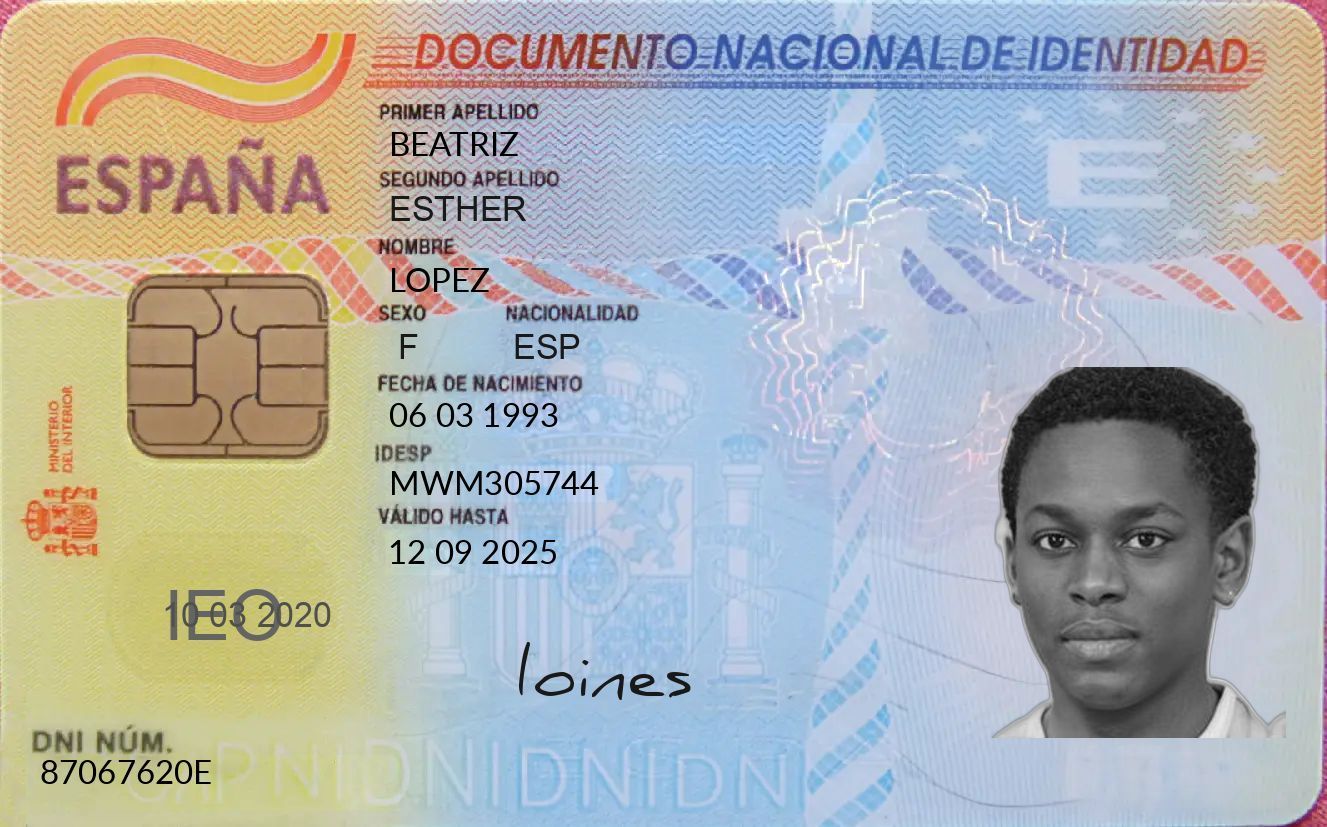 DOCUMENTO NACIONAL DE IDENTIDAD
ESPAÑA
PRIMER APELLIDO
BEATRIZ
SEGUNDO APELLIDO
ESTHER
NOMBRE
LOPEZ
SEXO NACIONALIDAD
F ESP
FECHA DE NACIMIENTO
06 03 1993
IDESP
MWM305744
VÁLIDO HASTA
12 09 2025
MINISTERIO
DEL INTERIOR
E
IEO
10 03 2020
loines
DNI NÚM.
87067620E
DNIDNIDNIDNI